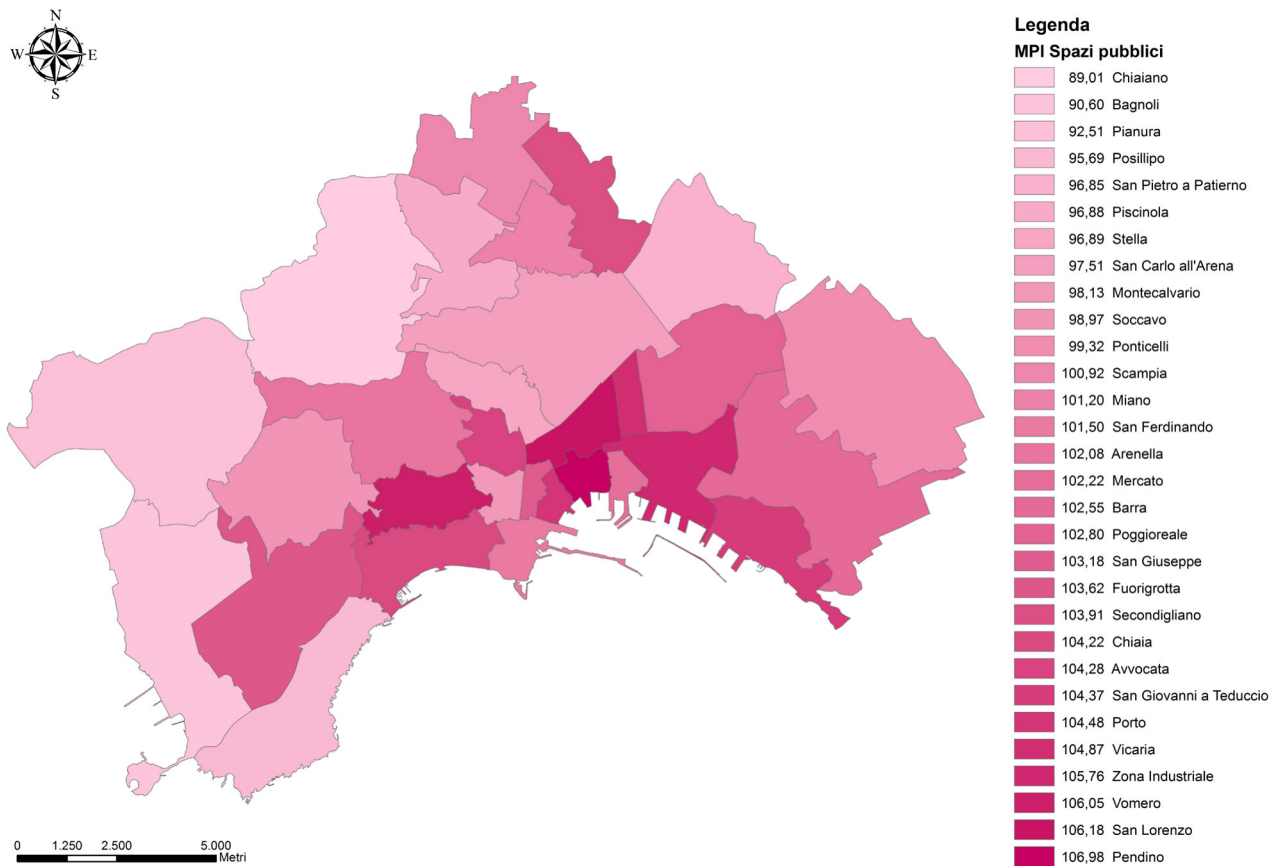 N
W E
S
Legenda
MPI Spazi pubblici
89,01 Chiaiano
90,60 Bagnoli
92,51 Pianura
95,69 Posillipo
96,85 San Pietro a Patierno
96,88 Piscinola
96,89 Stella
97,51 San Carlo all'Arena
98,13 Montecalvario
98,97 Soccavo
99,32 Ponticelli
100,92 Scampia
101,20 Miano
101,50 San Ferdinando
102,08 Arenella
102,22 Mercato
102,55 Barra
102,80 Poggioreale
103,18 San Giuseppe
103,62 Fuorigrotta
103,91 Secondigliano
104,22 Chiaia
104,28 Avvocata
104,37 San Giovanni a Teduccio
104,48 Porto
104,87 Vicaria
105,76 Zona Industriale
106,05 Vomero
106,18 San Lorenzo
106,98 Pendino
0 1.250 2.500 5.000
Metri